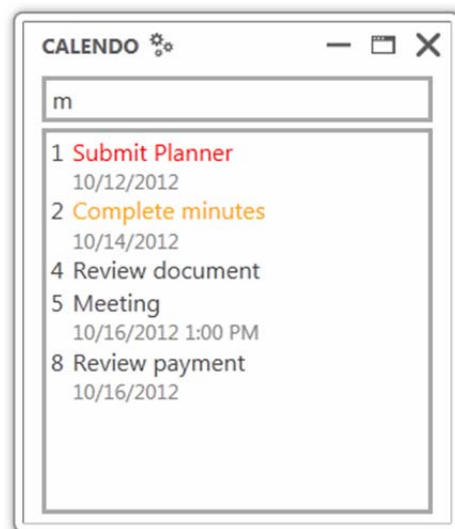 CALENDO
m
1 Submit Planner
10/12/2012
2 Complete minutes
10/14/2012
4 Review document
5 Meeting
10/16/2012 1:00 PM
8 Review payment
10/16/2012